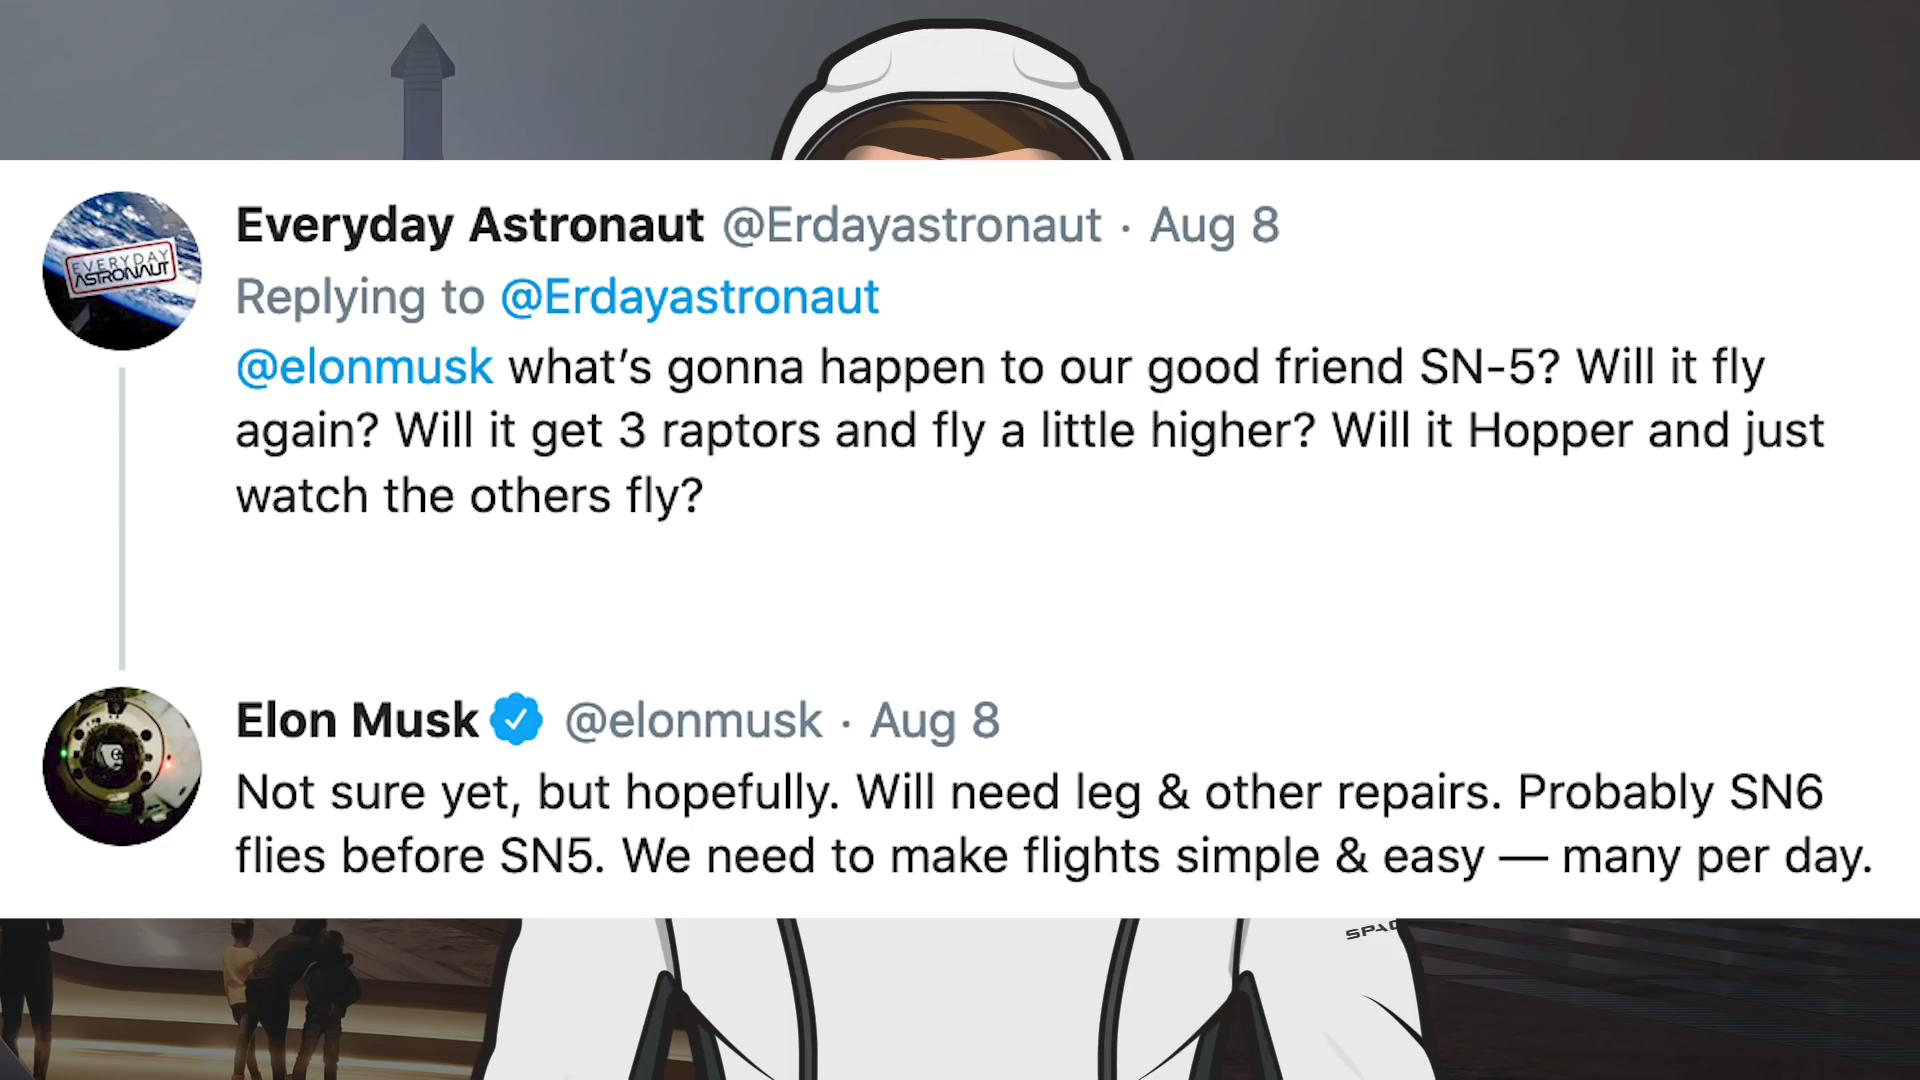 Everyday Astronaut @Erdayastronaut · Aug 8
EVERYDAY
ASTRONAUT
Replying to @Erdayastronaut
@elonmusk what’s gonna happen to our good friend SN-5? Will it fly
again? Will it get 3 raptors and fly a little higher? Will it Hopper and just
watch the others fly?
Elon Musk @elonmusk · Aug 8
Not sure yet, but hopefully. Will need leg & other repairs. Probably SN6
flies before SN5. We need to make flights simple & easy — many per day.
SPAC